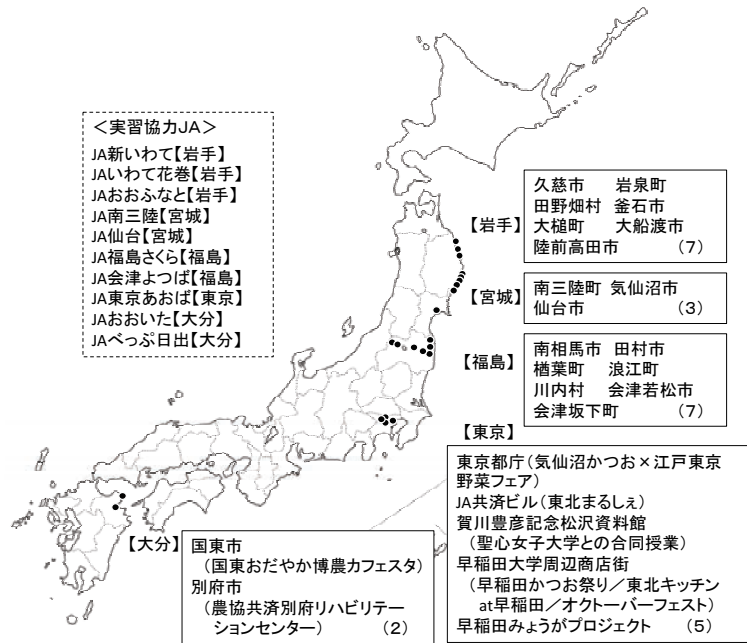 ＜実習協力JA＞
JA新いわて【岩手】
JAいわて花巻【岩手】
JAおおふなと【岩手】
JA南三陸【宮城】
JA仙台【宮城】
JA福島さくら【福島】
JA会津よつば【福島】
JA東京あおば【東京】
JAおおいた【大分】
JAべっぷ日出【大分】
【岩手】
久慈市 岩泉町
田野畑村 釜石市
大槌町 大船渡市
陸前高田市 （7）
【宮城】
南三陸町 気仙沼市
仙台市 （3）
【福島】
南相馬市 田村市
楢葉町 浪江町
川内村 会津若松市
会津坂下町 （7）
【東京】
東京都庁（気仙沼かつお×江戸東京
野菜フェア）
JA共済ビル（東北まるしぇ）
賀川豊彦記念松沢資料館
（聖心女子大学との合同授業）
早稲田大学周辺商店街
（早稲田かつお祭り／東北キッチン
at早稲田／オクトーバーフェスト）
早稲田みょうがプロジェクト （5）
【大分】
国東市
（国東おだやか博農カフェスタ）
別府市
（農協共済別府リハビリテー
ションセンター） （2）